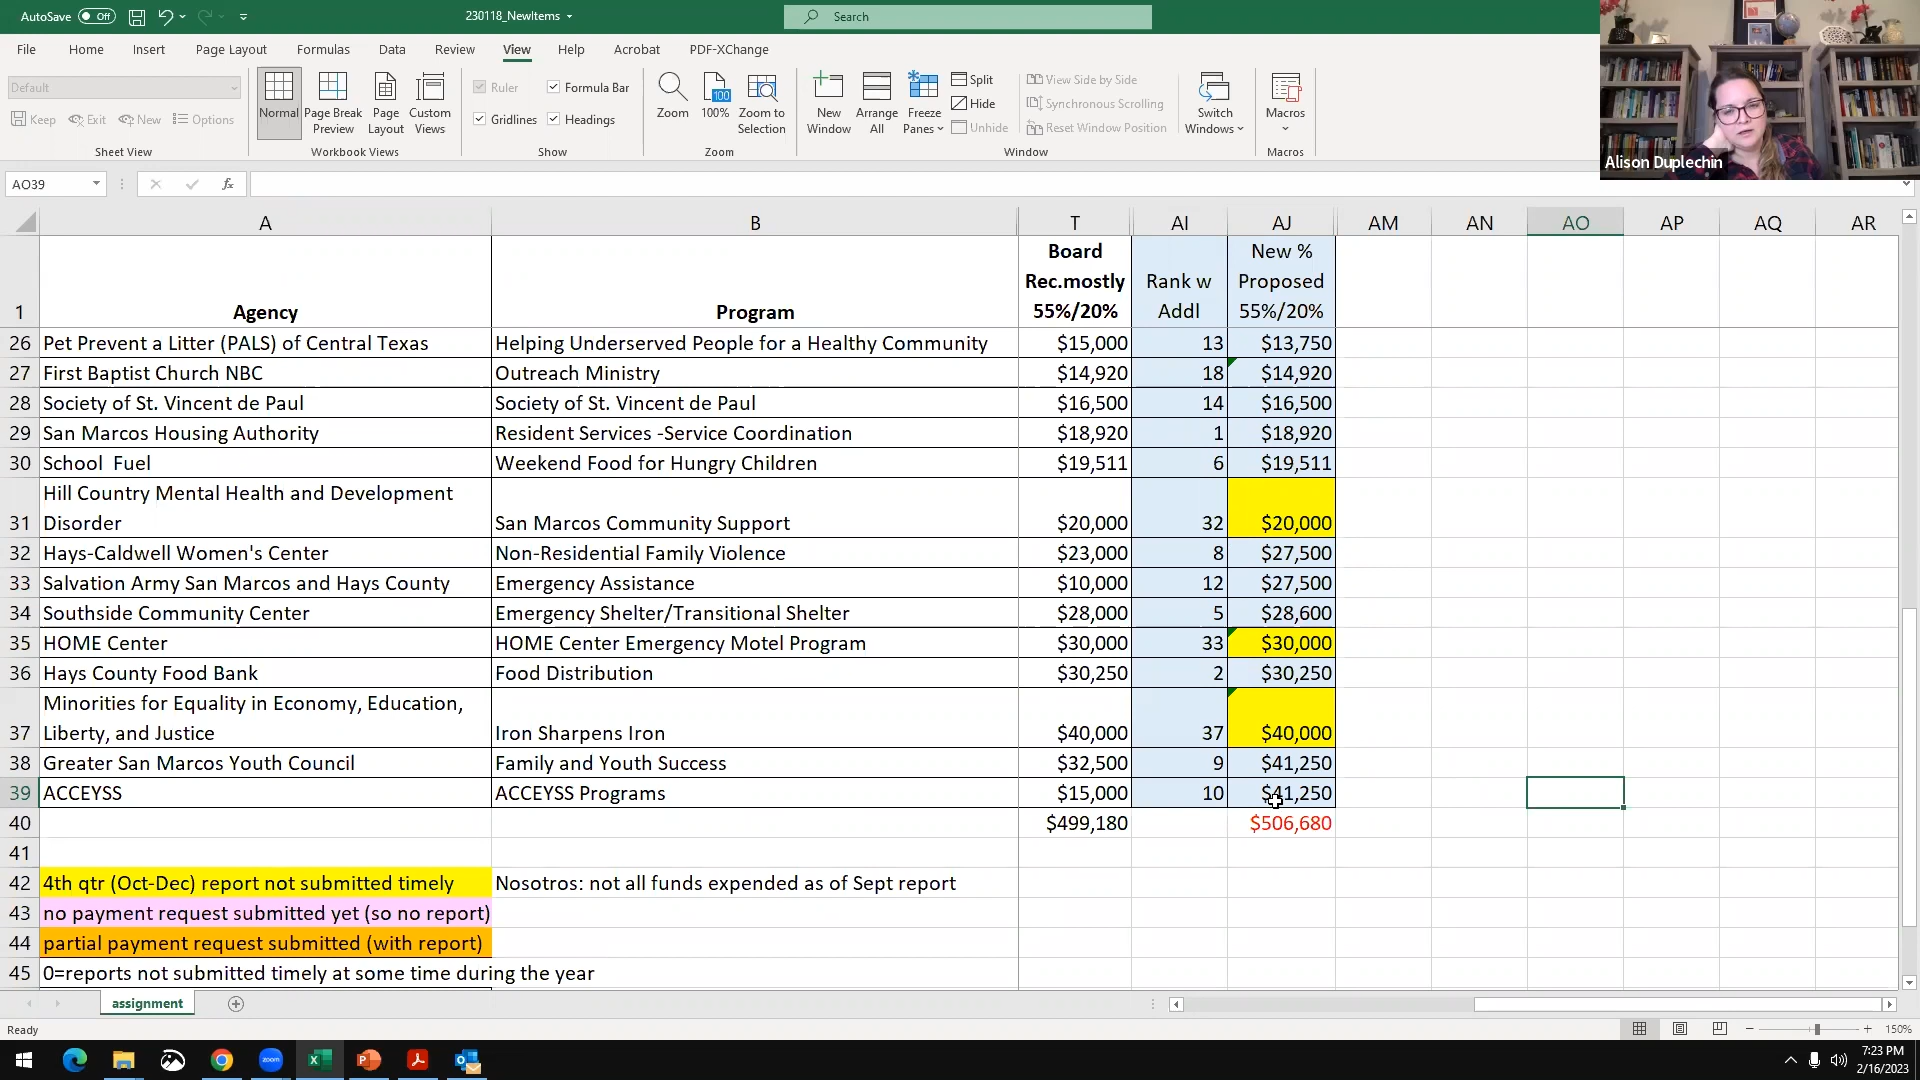 AutoSave Off 230118_NewItems Search
File Home Insert Page Layout Formulas Data Review View Help Acrobat PDF-XChange
Default
Keep Exit New Options
Sheet View
Normal Page Break Preview Page Layout Custom Views
Workbook Views
Ruler Formula Bar
Gridlines Headings
Show
Zoom 100% Zoom to Selection
Zoom
New Window Arrange All Freeze Panes
Split
Hide
Unhide
View Side by Side
Synchronous Scrolling
Reset Window Position
Window
Switch Windows
Macros
Macros
Alison Duplechin
AO39 fx
A B T AI AJ AM AN AO AP AQ AR
1 Agency Program Board Rec.mostly 55%/20% Rank w Addl New % Proposed 55%/20%
26 Pet Prevent a Litter (PALS) of Central Texas Helping Underserved People for a Healthy Community $15,000 13 $13,750
27 First Baptist Church NBC Outreach Ministry $14,920 18 $14,920
28 Society of St. Vincent de Paul Society of St. Vincent de Paul $16,500 14 $16,500
29 San Marcos Housing Authority Resident Services -Service Coordination $18,920 1 $18,920
30 School Fuel Weekend Food for Hungry Children $19,511 6 $19,511
Hill Country Mental Health and Development
31 Disorder San Marcos Community Support $20,000 32 $20,000
32 Hays-Caldwell Women's Center Non-Residential Family Violence $23,000 8 $27,500
33 Salvation Army San Marcos and Hays County Emergency Assistance $10,000 12 $27,500
34 Southside Community Center Emergency Shelter/Transitional Shelter $28,000 5 $28,600
35 HOME Center HOME Center Emergency Motel Program $30,000 33 $30,000
36 Hays County Food Bank Food Distribution $30,250 2 $30,250
Minorities for Equality in Economy, Education,
37 Liberty, and Justice Iron Sharpens Iron $40,000 37 $40,000
38 Greater San Marcos Youth Council Family and Youth Success $32,500 9 $41,250
39 ACCEYSS ACCEYSS Programs $15,000 10 $41,250
40 $499,180 $506,680
41
42 4th qtr (Oct-Dec) report not submitted timely Nosotros: not all funds expended as of Sept report
43 no payment request submitted yet (so no report)
44 partial payment request submitted (with report)
45 0=reports not submitted timely at some time during the year
assignment
Ready 150%
7:23 PM
2/16/2023